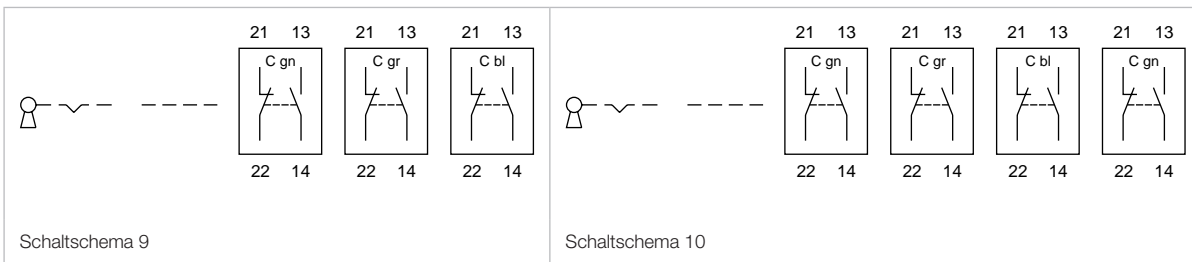 21 13 21 13 21 13
C gn C gr C bl
22 14 22 14 22 14
Schaltschema 9
21 13 21 13 21 13 21 13
C gn C gr C bl C gn
22 14 22 14 22 14 22 14
Schaltschema 10